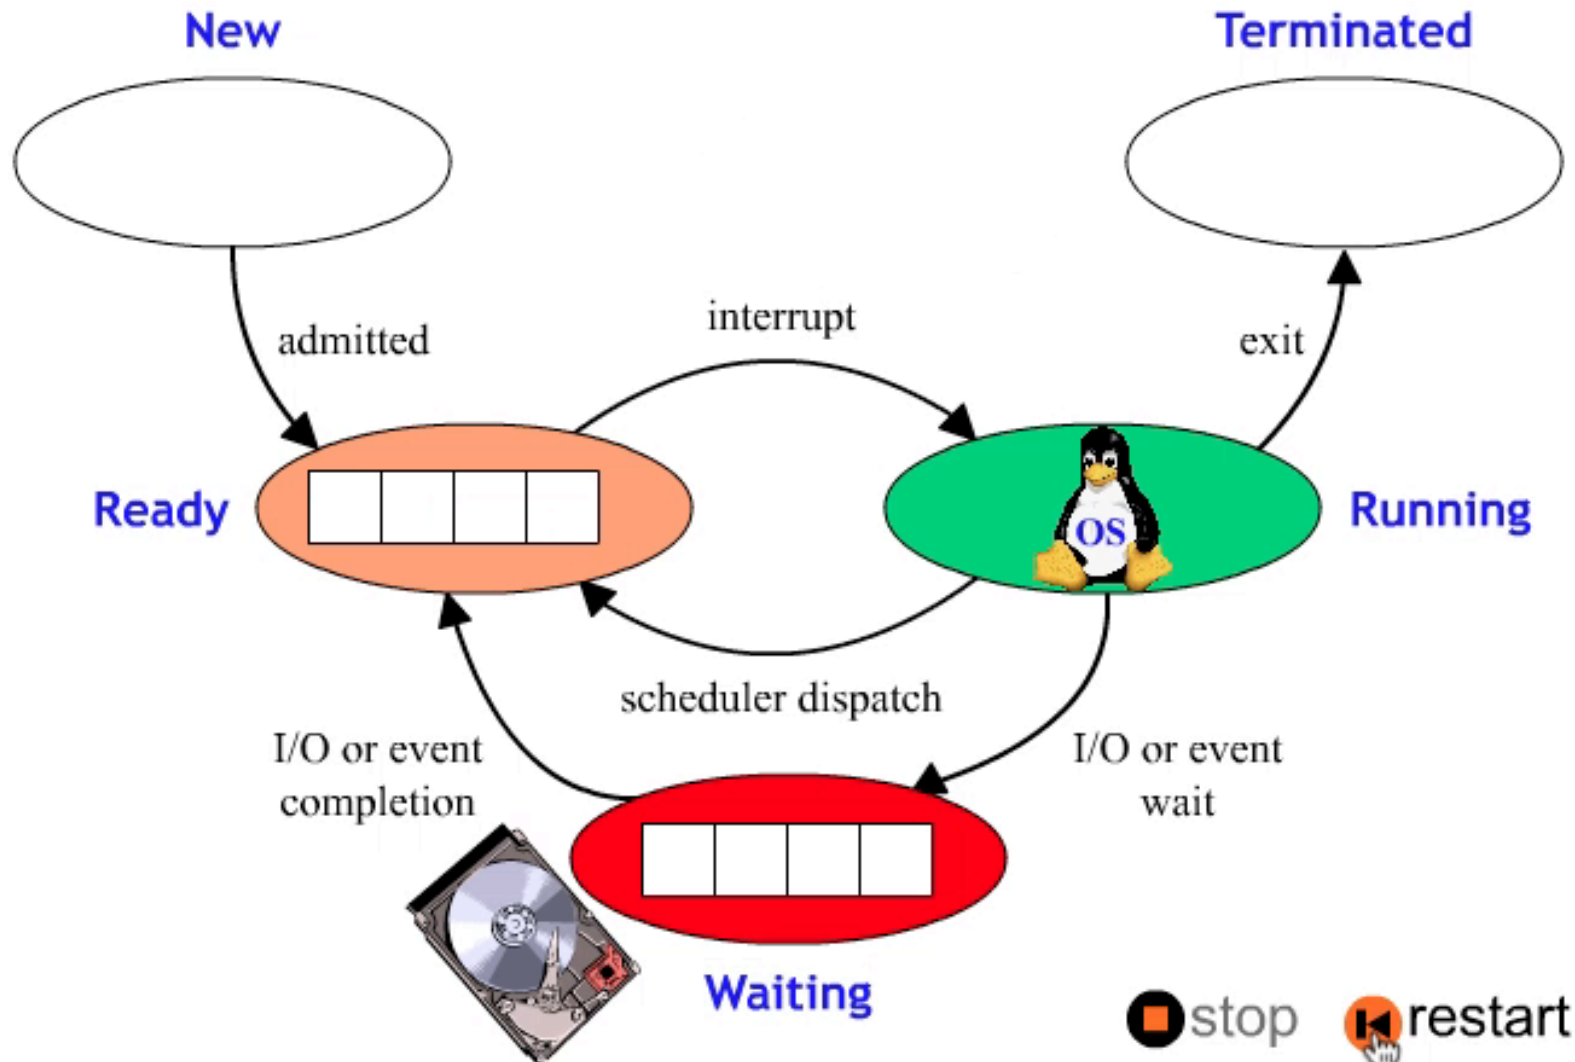 New
Terminated
admitted
interrupt
exit
Ready
OS
Running
scheduler dispatch
I/O or event
completion
I/O or event
wait
Waiting
stop
restart